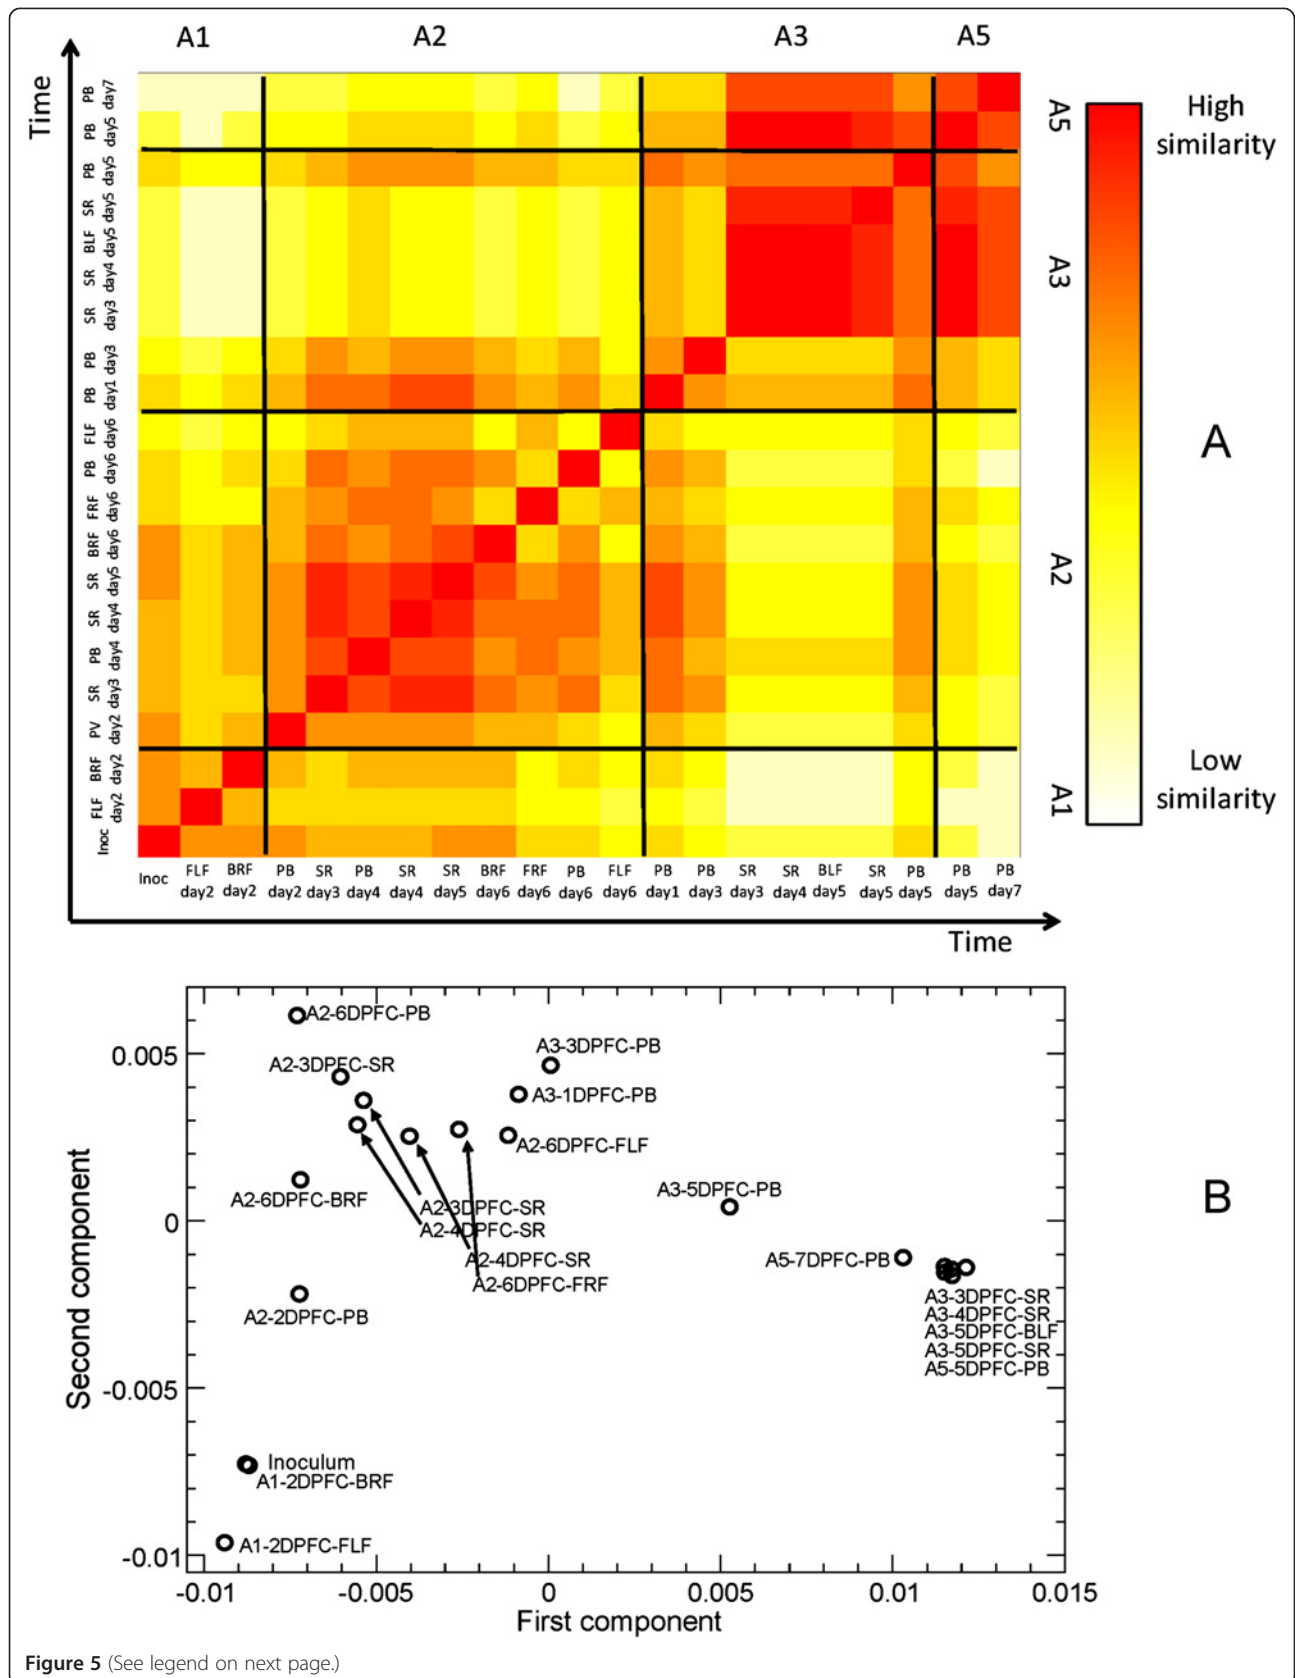 A1 A2 A3 A5
Time
PB day7
PB day5
PB day5
SR day5
BLF day5
SR day4
SR day3
PB day3
PB day1
FLF day6
PB day6
FRF day6
BRF day6
SR day5
SR day4
PB day4
SR day3
PV day2
BRF day2
FLF day2
Inoc
A5
A3
A2
A1
High
similarity
Low
similarity
A
Inoc FLF BRF PB SR PB SR SR BRF FRF PB FLF PB PB SR SR BLF SR PB PB PB
day2 day2 day2 day3 day4 day4 day5 day6 day6 day6 day6 day1 day3 day3 day4 day5 day5 day5 day5 day7
Time
A2-6DPFC-PB
A2-3DPFC-SR
A3-3DPFC-PB
A3-1DPFC-PB
A2-6DPFC-FLF
A2-6DPFC-BRF
A2-3DPFC-SR
A2-4DPFC-SR
A2-4DPFC-SR
A2-6DPFC-FRF
A3-5DPFC-PB
A5-7DPFC-PB
A2-2DPFC-PB
A3-3DPFC-SR
A3-4DPFC-SR
A3-5DPFC-BLF
A3-5DPFC-SR
A5-5DPFC-PB
Inoculum
A1-2DPFC-BRF
A1-2DPFC-FLF
B
Second component
0.005
0
-0.005
-0.01
-0.01 -0.005 0 0.005 0.01 0.015
First component
Figure 5 (See legend on next page.)